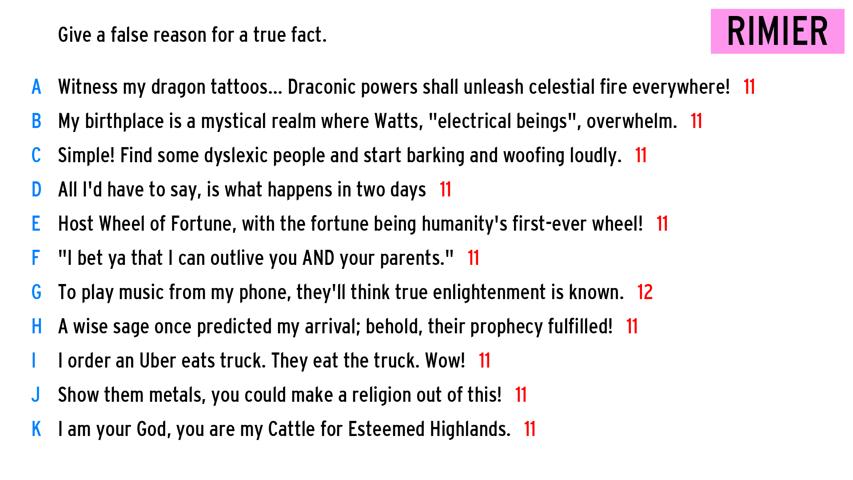 Give a false reason for a true fact.
RIMIER
A Witness my dragon tattoos... Draconic powers shall unleash celestial fire everywhere! 11
B My birthplace is a mystical realm where Watts, "electrical beings", overwhelm. 11
C Simple! Find some dyslexic people and start barking and woofing loudly. 11
D All I'd have to say, is what happens in two days 11
E Host Wheel of Fortune, with the fortune being humanity's first-ever wheel! 11
F "I bet ya that I can outlive you AND your parents." 11
G To play music from my phone, they'll think true enlightenment is known. 12
H A wise sage once predicted my arrival; behold, their prophecy fulfilled! 11
I I order an Uber eats truck. They eat the truck. Wow! 11
J Show them metals, you could make a religion out of this! 11
K I am your God, you are my Cattle for Esteemed Highlands. 11